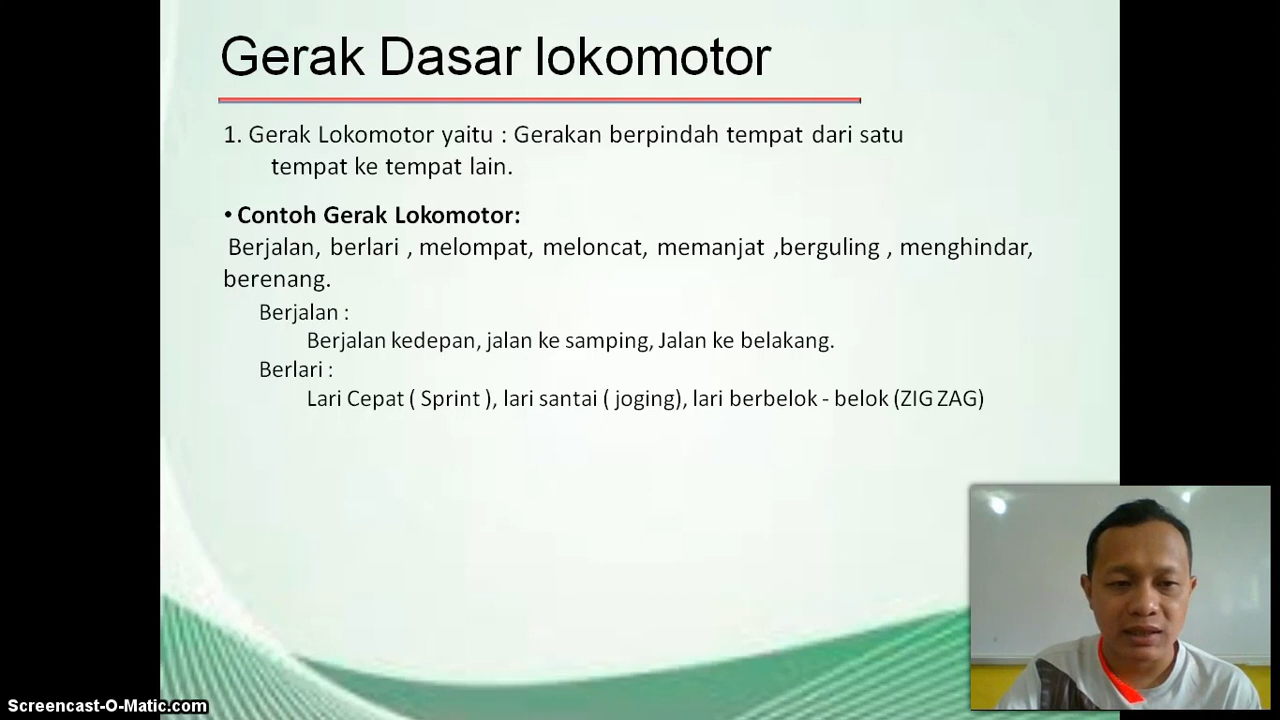 Gerak Dasar lokomotor
1. Gerak Lokomotor yaitu : Gerakan berpindah tempat dari satu
tempat ke tempat lain.
• Contoh Gerak Lokomotor:
Berjalan, berlari , melompat, meloncat, memanjat ,berguling , menghindar,
berenang.
Berjalan :
Berjalan kedepan, jalan ke samping, Jalan ke belakang.
Berlari :
Lari Cepat ( Sprint ), lari santai ( joging), lari berbelok - belok (ZIG ZAG)
Screencast-O-Matic.com